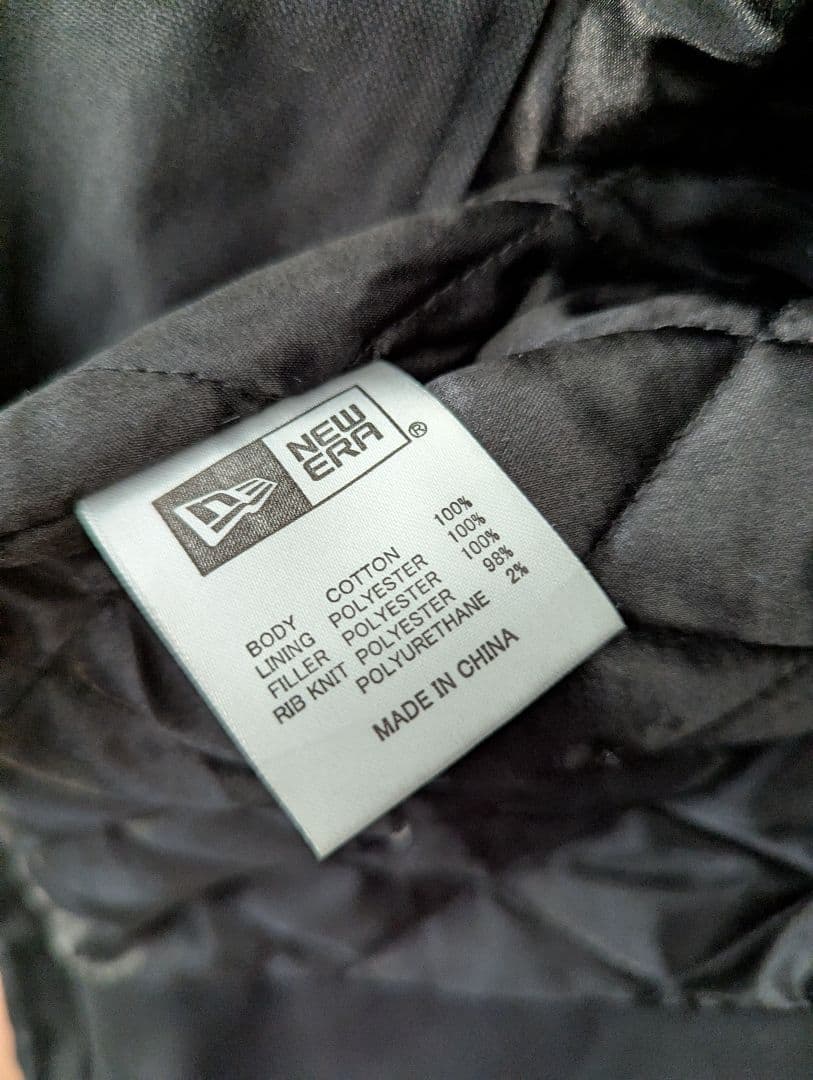 NEW
ERA®
BODY COTTON 100%
LINING POLYESTER 100%
FILLER POLYESTER 100%
RIB KNIT POLYESTER 98%
POLYURETHANE 2%
MADE IN CHINA